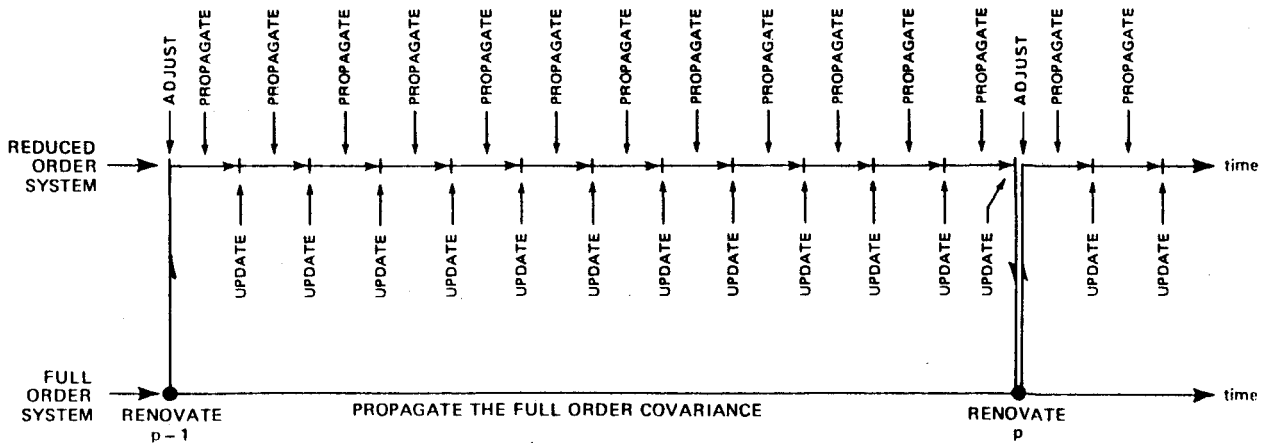 ADJUST
PROPAGATE
PROPAGATE
PROPAGATE
PROPAGATE
PROPAGATE
PROPAGATE
PROPAGATE
PROPAGATE
PROPAGATE
PROPAGATE
PROPAGATE
PROPAGATE
ADJUST
PROPAGATE
PROPAGATE
REDUCED
ORDER
SYSTEM
time
UPDATE
UPDATE
UPDATE
UPDATE
UPDATE
UPDATE
UPDATE
UPDATE
UPDATE
UPDATE
UPDATE
UPDATE
UPDATE
UPDATE
FULL
ORDER
SYSTEM
time
RENOVATE
p-1
PROPAGATE THE FULL ORDER COVARIANCE
RENOVATE
p